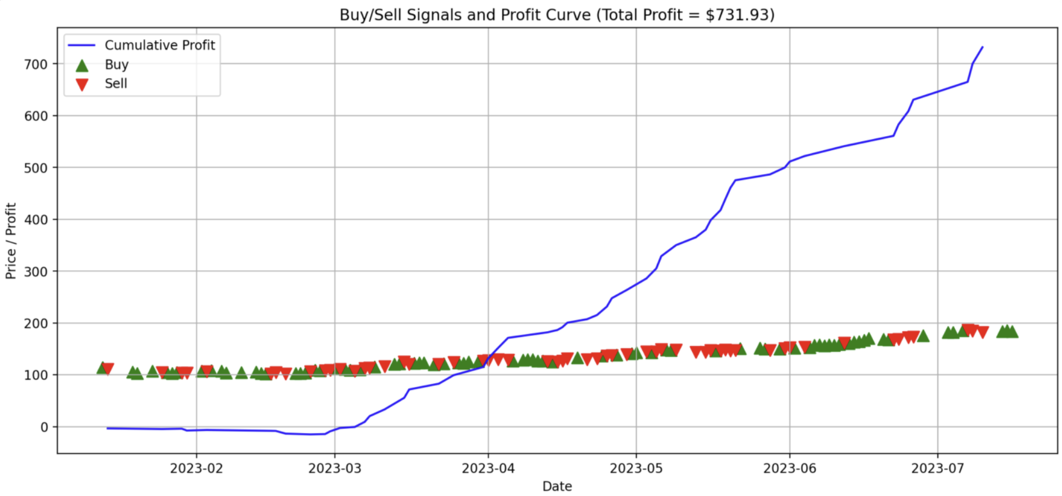 Buy/Sell Signals and Profit Curve (Total Profit = $731.93)
Cumulative Profit
Buy
Sell
Price / Profit
700
600
500
400
300
200
100
0
2023-02
2023-03
2023-04
2023-05
2023-06
2023-07
Date